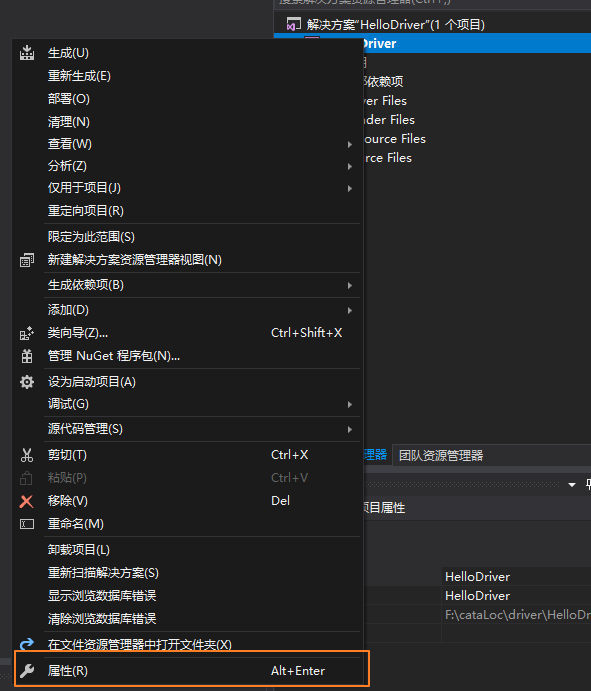 解决方案"HelloDriver"(1 个项目)
Driver
生成(U)
重新生成(E)
部署(O)
清理(N)
查看(W)
分析(Z)
仅用于项目(J)
重定向项目(R)
限定为此范围(S)
新建解决方案资源管理器视图(N)
生成依赖项(B)
添加(D)
类向导(Z)... Ctrl+Shift+X
管理 NuGet 程序包(N)...
设为启动项目(A)
调试(G)
源代码管理(S)
剪切(T) Ctrl+X
粘贴(P) Ctrl+V
移除(V) Del
重命名(M)
卸载项目(L)
重新扫描解决方案(S)
显示浏览数据库错误
清除浏览数据库错误
在文件资源管理器中打开文件夹(X)
属性(R) Alt+Enter
依赖项
ver Files
der Files
ource Files
rce Files
理器 团队资源管理器
项目属性
HelloDriver
HelloDriver
F:\cataLoc\driver\HelloDri